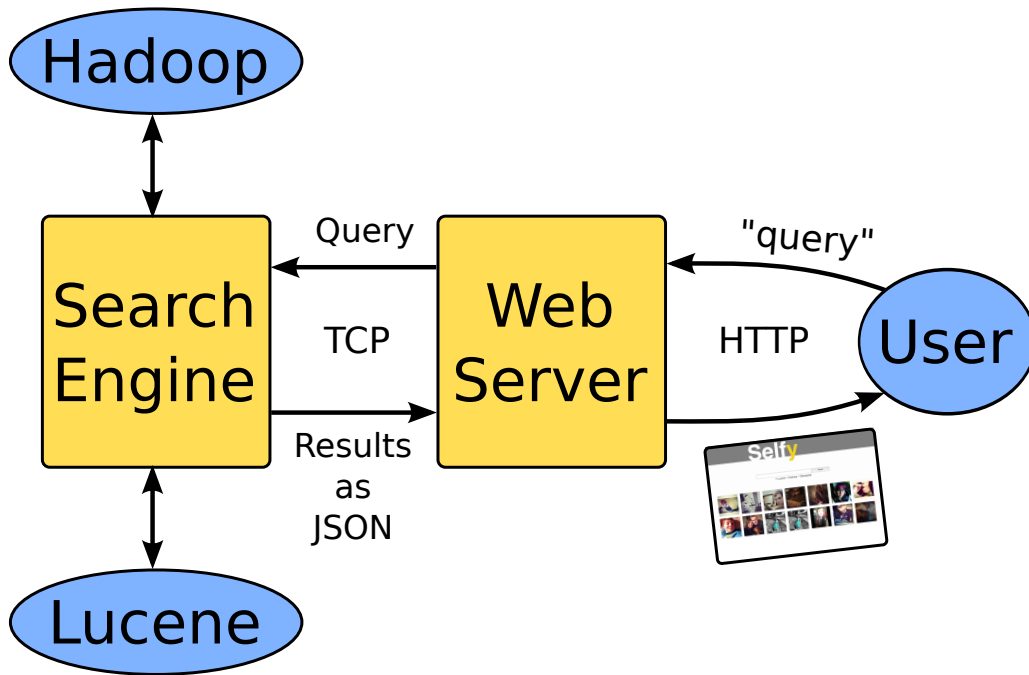 Hadoop
Query
"query"
Search
Engine
TCP
Web
Server
HTTP
User
Results
as
JSON
Selfy
Lucene